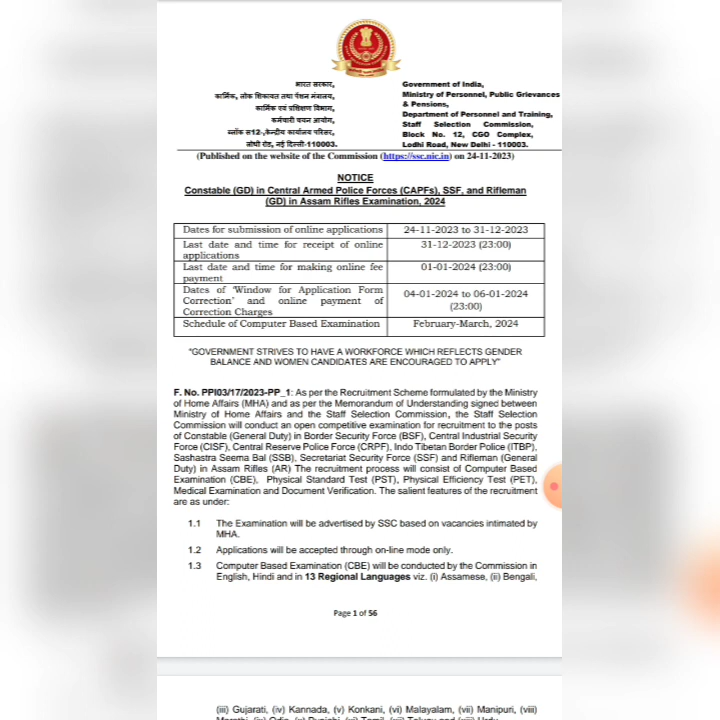 भारत सरकार,
कार्मिक, लोक शिकायत तथा पेंशन मंत्रालय,
कार्मिक एवं प्रशिक्षण विभाग,
कर्मचारी चयन आयोग,
ब्लॉक स12-,केन्द्रीय कार्यालय परिसर,
लोधी रोड, नई दिल्ली-110003.
Government of India,
Ministry of Personnel, Public Grievances
& Pensions,
Department of Personnel and Training,
Staff Selection Commission,
Block No. 12, CGO Complex,
Lodhi Road, New Delhi - 110003.
(Published on the website of the Commission (https://ssc.nic.in) on 24-11-2023)
NOTICE
Constable (GD) in Central Armed Police Forces (CAPFs), SSF, and Rifleman
(GD) in Assam Rifles Examination, 2024
Dates for submission of online applications 24-11-2023 to 31-12-2023
Last date and time for receipt of online 31-12-2023 (23:00)
applications
Last date and time for making online fee 01-01-2024 (23:00)
payment
Dates of 'Window for Application Form
Correction' and online payment of
Correction Charges
04-01-2024 to 06-01-2024
(23:00)
Schedule of Computer Based Examination February-March, 2024
"GOVERNMENT STRIVES TO HAVE A WORKFORCE WHICH REFLECTS GENDER
BALANCE AND WOMEN CANDIDATES ARE ENCOURAGED TO APPLY"
F. No. PPI03/17/2023-PP_1: As per the Recruitment Scheme formulated by the Ministry
of Home Affairs (MHA) and as per the Memorandum of Understanding signed between
Ministry of Home Affairs and the Staff Selection Commission, the Staff Selection
Commission will conduct an open competitive examination for recruitment to the posts
of Constable (General Duty) in Border Security Force (BSF), Central Industrial Security
Force (CISF), Central Reserve Police Force (CRPF), Indo Tibetan Border Police (ITBP),
Sashastra Seema Bal (SSB), Secretariat Security Force (SSF) and Rifleman (General
Duty) in Assam Rifles (AR) The recruitment process will consist of Computer Based
Examination (CBE), Physical Standard Test (PST), Physical Efficiency Test (PET),
Medical Examination and Document Verification. The salient features of the recruitment
are as under:
1.1 The Examination will be advertised by SSC based on vacancies intimated by
MHA.
1.2 Applications will be accepted through on-line mode only.
1.3 Computer Based Examination (CBE) will be conducted by the Commission in
English, Hindi and in 13 Regional Languages viz. (i) Assamese, (ii) Bengali,
Page 1 of 56
(iii) Gujarati, (iv) Kannada, (v) Konkani, (vi) Malayalam, (vii) Manipuri, (viii)